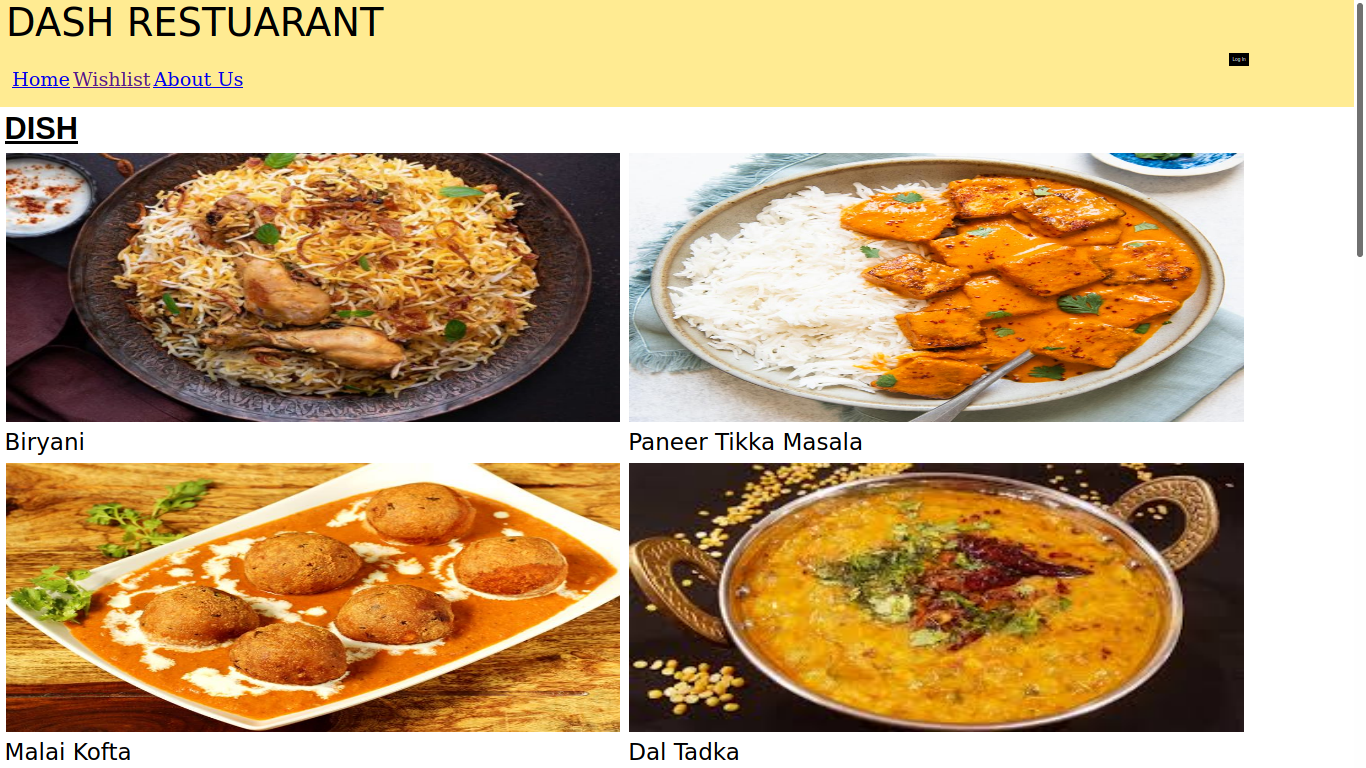 DASH RESTUARANT
Log In
Home Wishlist About Us
DISH
Biryani
Paneer Tikka Masala
Malai Kofta
Dal Tadka